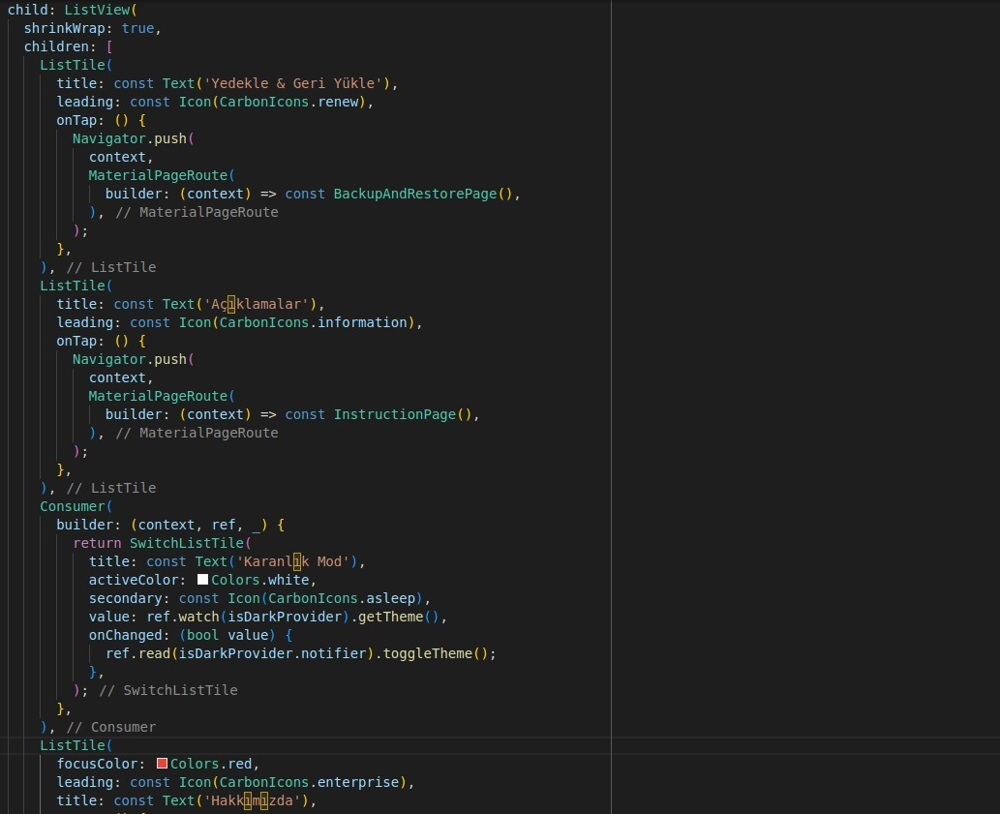 child: ListView(
shrinkWrap: true,
children: [
ListTile(
title: const Text('Yedekle & Geri Yükle'),
leading: const Icon(CarbonIcons.renew),
onTap: () {
Navigator.push(
context,
MaterialPageRoute(
builder: (context) => const BackupAndRestorePage(),
), // MaterialPageRoute
);
},
), // ListTile
ListTile(
title: const Text('Açıklamalar'),
leading: const Icon(CarbonIcons.information),
onTap: () {
Navigator.push(
context,
MaterialPageRoute(
builder: (context) => const InstructionPage(),
), // MaterialPageRoute
);
},
), // ListTile
Consumer(
builder: (context, ref, _) {
return SwitchListTile(
title: const Text('Karanlık Mod'),
activeColor: Colors.white,
secondary: const Icon(CarbonIcons.asleep),
value: ref.watch(isDarkProvider).getTheme(),
onChanged: (bool value) {
ref.read(isDarkProvider.notifier).toggleTheme();
},
); // SwitchListTile
},
), // Consumer
ListTile(
focusColor: Colors.red,
leading: const Icon(CarbonIcons.enterprise),
title: const Text('Hakkımızda'),